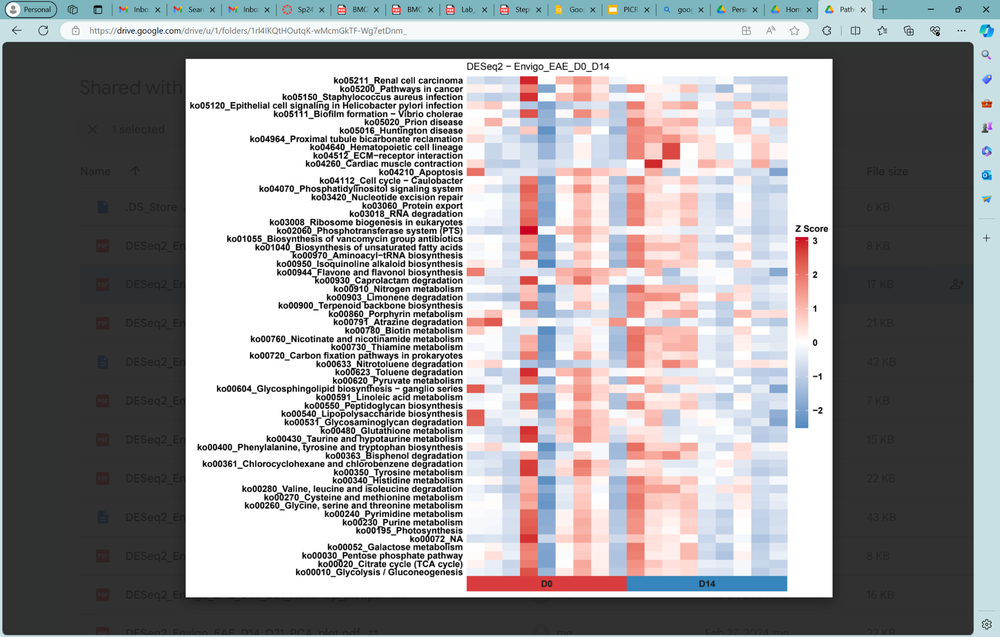 Personal
Inbo
Sear
Inbo
Sp24
BMC
BMC
Lab_
Step
Goog
PICR
goog
Pers
Hom
Path
https://drive.google.com/drive/u/1/folders/1rl4IKQtHOutqK-wMcmGkTF-Wg7etDnm_
Shared with
1 selected
Name
File size
.DS_Store
6 KB
DESeq2_En
8 KB
DESeq2_En
17 KB
DESeq2_En
21 KB
DESeq2_En
42 KB
DESeq2_En
7 KB
DESeq2_En
15 KB
DESeq2_En
22 KB
DESeq2_En
43 KB
DESeq2_En
8 KB
16 KB
DESeq2_Envigo_EAE_D14_D21_PCA_plot.pdf
me
Feb 27, 2024 me
22 KB
DESeq2 − Envigo_EAE_D0_D14
ko05211_Renal cell carcinoma
ko05200_Pathways in cancer
ko05150_Staphylococcus aureus infection
ko05120_Epithelial cell signaling in Helicobacter pylori infection
ko05111_Biofilm formation − Vibrio cholerae
ko05020_Prion disease
ko05016_Huntington disease
ko04964_Proximal tubule bicarbonate reclamation
ko04640_Hematopoietic cell lineage
ko04512_ECM−receptor interaction
ko04260_Cardiac muscle contraction
ko04210_Apoptosis
ko04112_Cell cycle − Caulobacter
ko04070_Phosphatidylinositol signaling system
ko03420_Nucleotide excision repair
ko03060_Protein export
ko03018_RNA degradation
ko03008_Ribosome biogenesis in eukaryotes
ko02060_Phosphotransferase system (PTS)
ko01055_Biosynthesis of vancomycin group antibiotics
ko01040_Biosynthesis of unsaturated fatty acids
ko00970_Aminoacyl−tRNA biosynthesis
ko00950_Isoquinoline alkaloid biosynthesis
ko00944_Flavone and flavonol biosynthesis
ko00930_Caprolactam degradation
ko00910_Nitrogen metabolism
ko00903_Limonene degradation
ko00900_Terpenoid backbone biosynthesis
ko00860_Porphyrin metabolism
ko00791_Atrazine degradation
ko00780_Biotin metabolism
ko00760_Nicotinate and nicotinamide metabolism
ko00730_Thiamine metabolism
ko00720_Carbon fixation pathways in prokaryotes
ko00633_Nitrotoluene degradation
ko00623_Toluene degradation
ko00620_Pyruvate metabolism
ko00604_Glycosphingolipid biosynthesis − ganglio series
ko00591_Linoleic acid metabolism
ko00550_Peptidoglycan biosynthesis
ko00540_Lipopolysaccharide biosynthesis
ko00531_Glycosaminoglycan degradation
ko00480_Glutathione metabolism
ko00430_Taurine and hypotaurine metabolism
ko00400_Phenylalanine, tyrosine and tryptophan biosynthesis
ko00363_Bisphenol degradation
ko00361_Chlorocyclohexane and chlorobenzene degradation
ko00350_Tyrosine metabolism
ko00340_Histidine metabolism
ko00280_Valine, leucine and isoleucine degradation
ko00270_Cysteine and methionine metabolism
ko00260_Glycine, serine and threonine metabolism
ko00240_Pyrimidine metabolism
ko00230_Purine metabolism
ko00195_Photosynthesis
ko00072_NA
ko00052_Galactose metabolism
ko00030_Pentose phosphate pathway
ko00020_Citrate cycle (TCA cycle)
ko00010_Glycolysis / Gluconeogenesis
D0
D14
Z Score
3
2
1
0
−1
−2